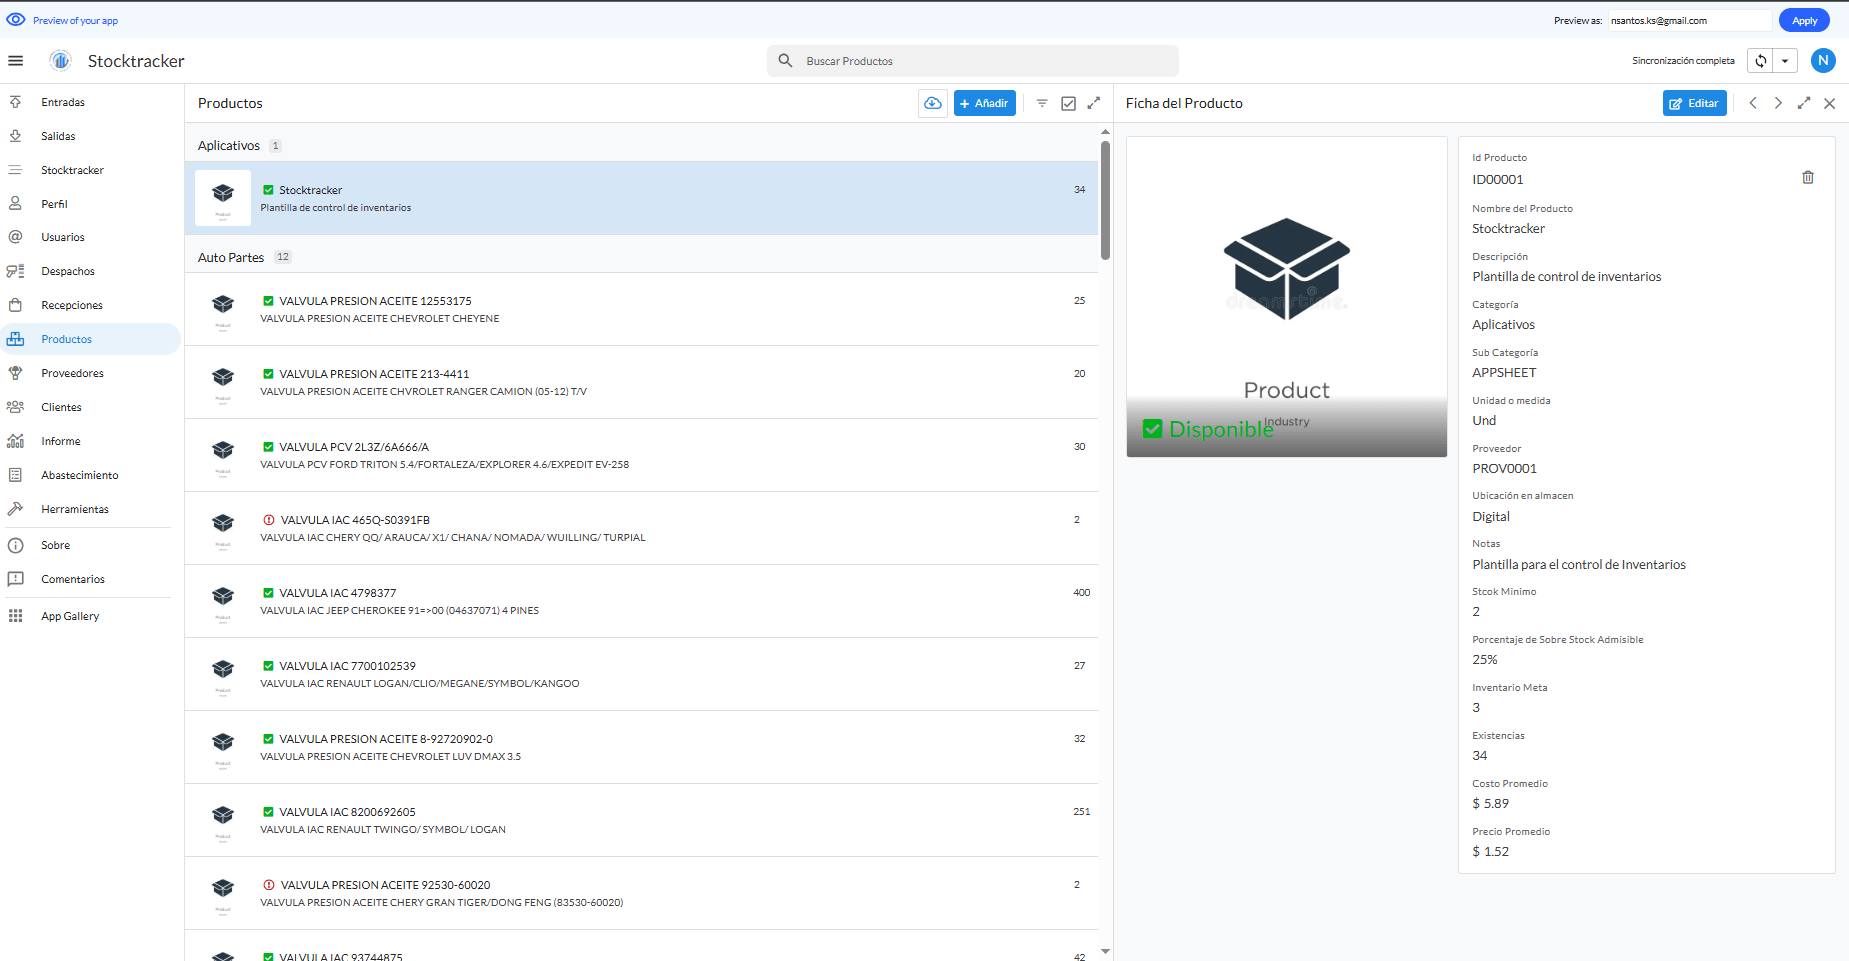 Preview of your app
Preview as: nsantos.ks@gmail.com Apply
Stocktracker
Buscar Productos
Sincronización completa
N
Entradas
Salidas
Stocktracker
Perfil
Usuarios
Despachos
Recepciones
Productos
Proveedores
Clientes
Informe
Abastecimiento
Herramientas
Sobre
Comentarios
App Gallery
Productos
+ Añadir
Aplicativos 1
Stocktracker 34
Plantilla de control de inventarios
Auto Partes 12
VALVULA PRESION ACEITE 12553175 25
VALVULA PRESION ACEITE CHEVROLET CHEYENE
VALVULA PRESION ACEITE 213-4411 20
VALVULA PRESION ACEITE CHVROLET RANGER CAMION (05-12) T/V
VALVULA PCV 2L3Z/6A666/A 30
VALVULA PCV FORD TRITON 5.4/FORTALEZA/EXPLORER 4.6/EXPEDIT EV-258
VALVULA IAC 465Q-S0391FB 2
VALVULA IAC CHERY QQ/ ARAUCA/ X1/ CHANA/ NOMADA/ WUILLING/ TURPIAL
VALVULA IAC 4798377 400
VALVULA IAC JEEP CHEROKEE 91=>00 (04637071) 4 PINES
VALVULA IAC 7700102539 27
VALVULA IAC RENAULT LOGAN/CLIO/MEGANE/SYMBOL/KANGOO
VALVULA PRESION ACEITE 8-92720902-0 32
VALVULA PRESION ACEITE CHEVROLET LUV DMAX 3.5
VALVULA IAC 8200692605 251
VALVULA IAC RENAULT TWINGO/ SYMBOL/ LOGAN
VALVULA PRESION ACEITE 92530-60020 2
VALVULA PRESION ACEITE CHERY GRAN TIGER/DONG FENG (83530-60020)
VALVULA IAC 93744875 42
Ficha del Producto
Editar
dreamstime.
Product
Industry
Disponible
Id Producto
ID00001
Nombre del Producto
Stocktracker
Descripción
Plantilla de control de inventarios
Categoría
Aplicativos
Sub Categoría
APPSHEET
Unidad o medida
Und
Proveedor
PROV0001
Ubicación en almacen
Digital
Notas
Plantilla para el control de Inventarios
Stcok Minimo
2
Porcentaje de Sobre Stock Admisible
25%
Inventario Meta
3
Existencias
34
Costo Promedio
$ 5.89
Precio Promedio
$ 1.52